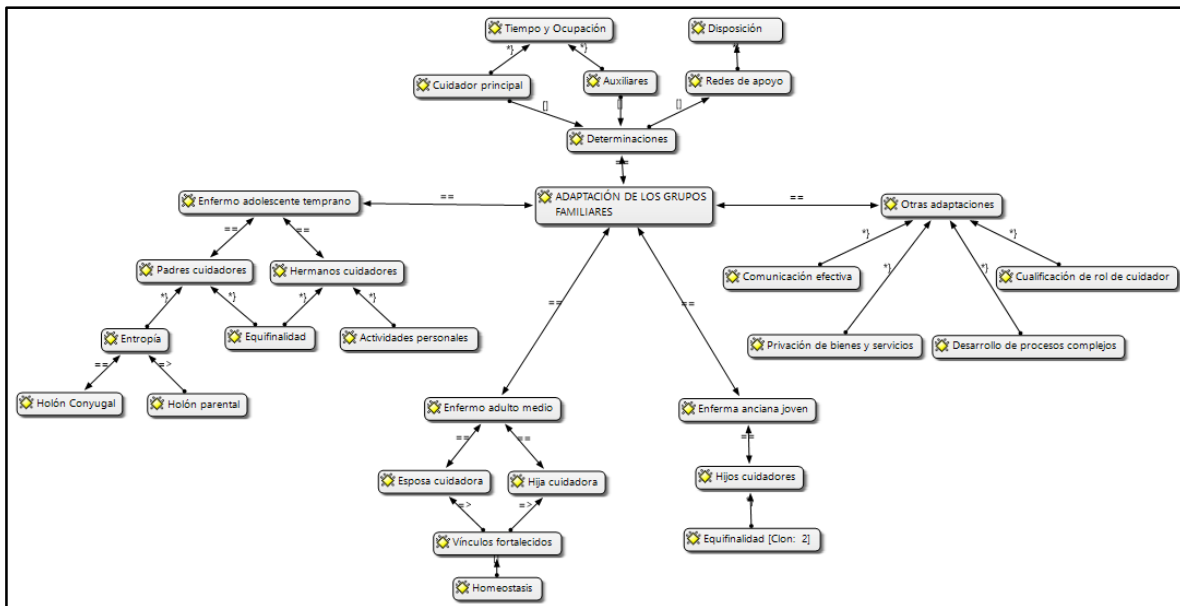 Tiempo y Ocupación
Disposición
*}
*}
Cuidador principal
Auxiliares
Redes de apoyo
[]
[]
[]
Determinaciones
==
Enfermo adolescente temprano
==
ADAPTACIÓN DE LOS GRUPOS
FAMILIARES
==
Otras adaptaciones
==
==
*}
*}
Padres cuidadores
Hermanos cuidadores
Comunicación efectiva
*}
*}
Cualificación de rol de cuidador
*}
*}
*}
*}
==
==
Entropía
Equifinalidad
Actividades personales
Privación de bienes y servicios
Desarrollo de procesos complejos
==
=>
Holón Conyugal
Holón parental
Enfermo adulto medio
Enferma anciana joven
==
==
==
Esposa cuidadora
Hija cuidadora
Hijos cuidadores
=>
=>
Vínculos fortalecidos
Equifinalidad [Clon: 2]
Homeostasis